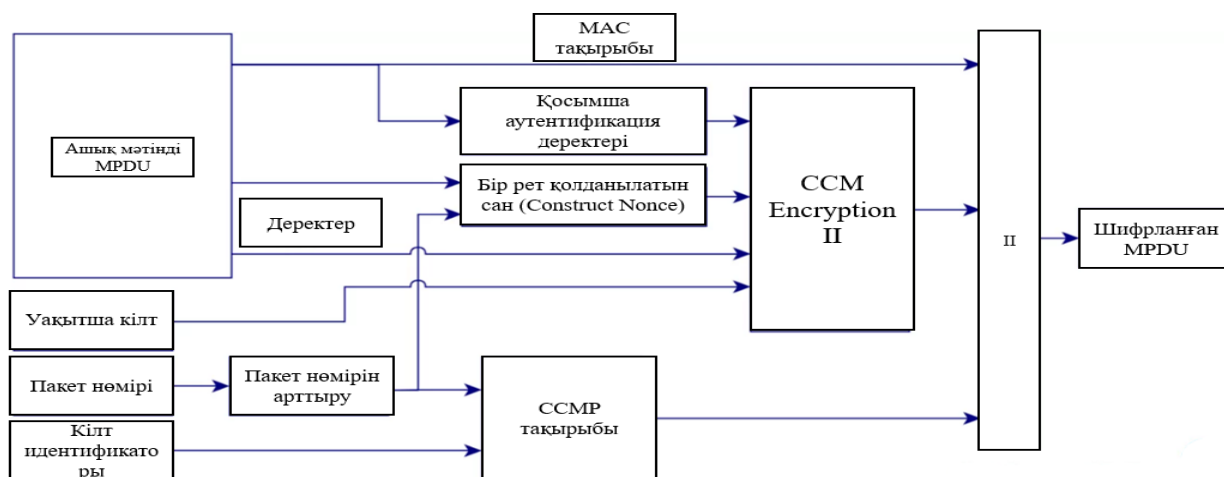 МАС
тақырыбы
Қосымша
аутентификация
деректері
Ашық мәтінді
MPDU
Бір рет қолданылатын
сан (Construct Nonce)
CCM
Encryption
II
Деректер
II
Шифрланған
MPDU
Уақытша кілт
Пакет нөмірі
Пакет нөмірін
арттыру
CCMP
тақырыбы
Кілт
идентификато
ры